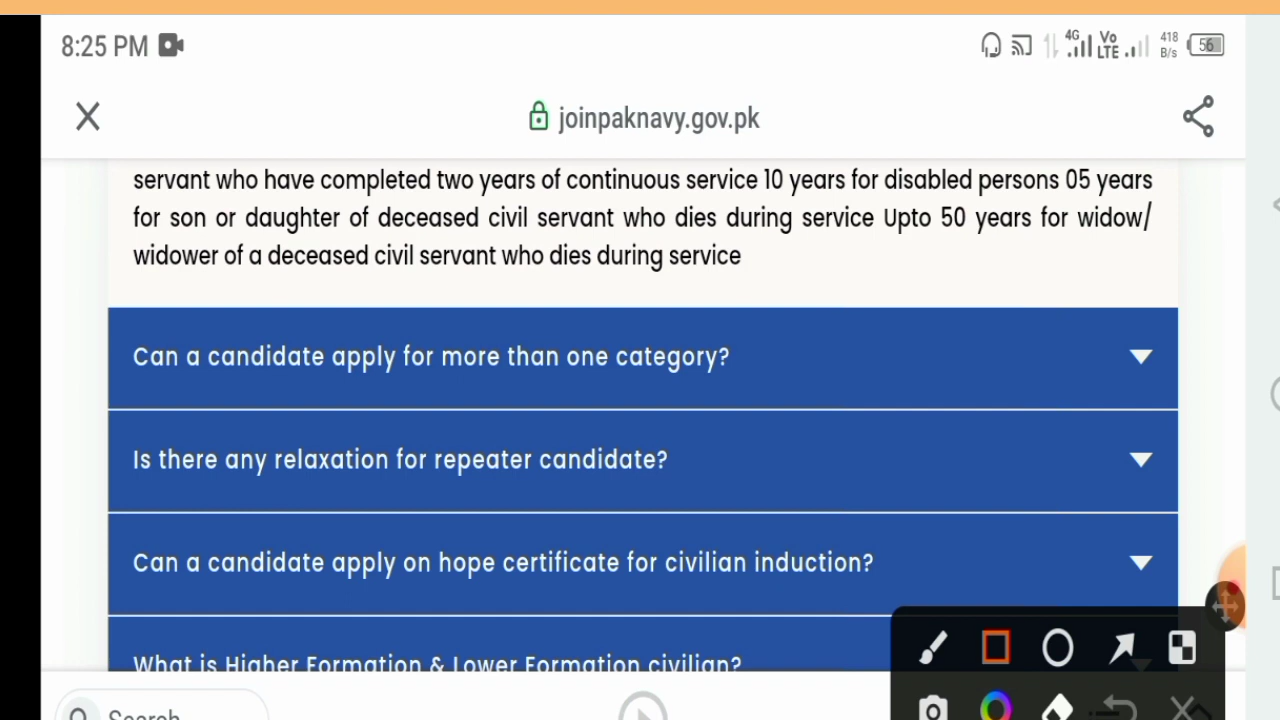 8:25 PM
4G Vo LTE 418 B/s 56
joinpaknavy.gov.pk
servant who have completed two years of continuous service 10 years for disabled persons 05 years
for son or daughter of deceased civil servant who dies during service Upto 50 years for widow/
widower of a deceased civil servant who dies during service
Can a candidate apply for more than one category?
Is there any relaxation for repeater candidate?
Can a candidate apply on hope certificate for civilian induction?
What is Higher Formation & Lower Formation civilian?
Search